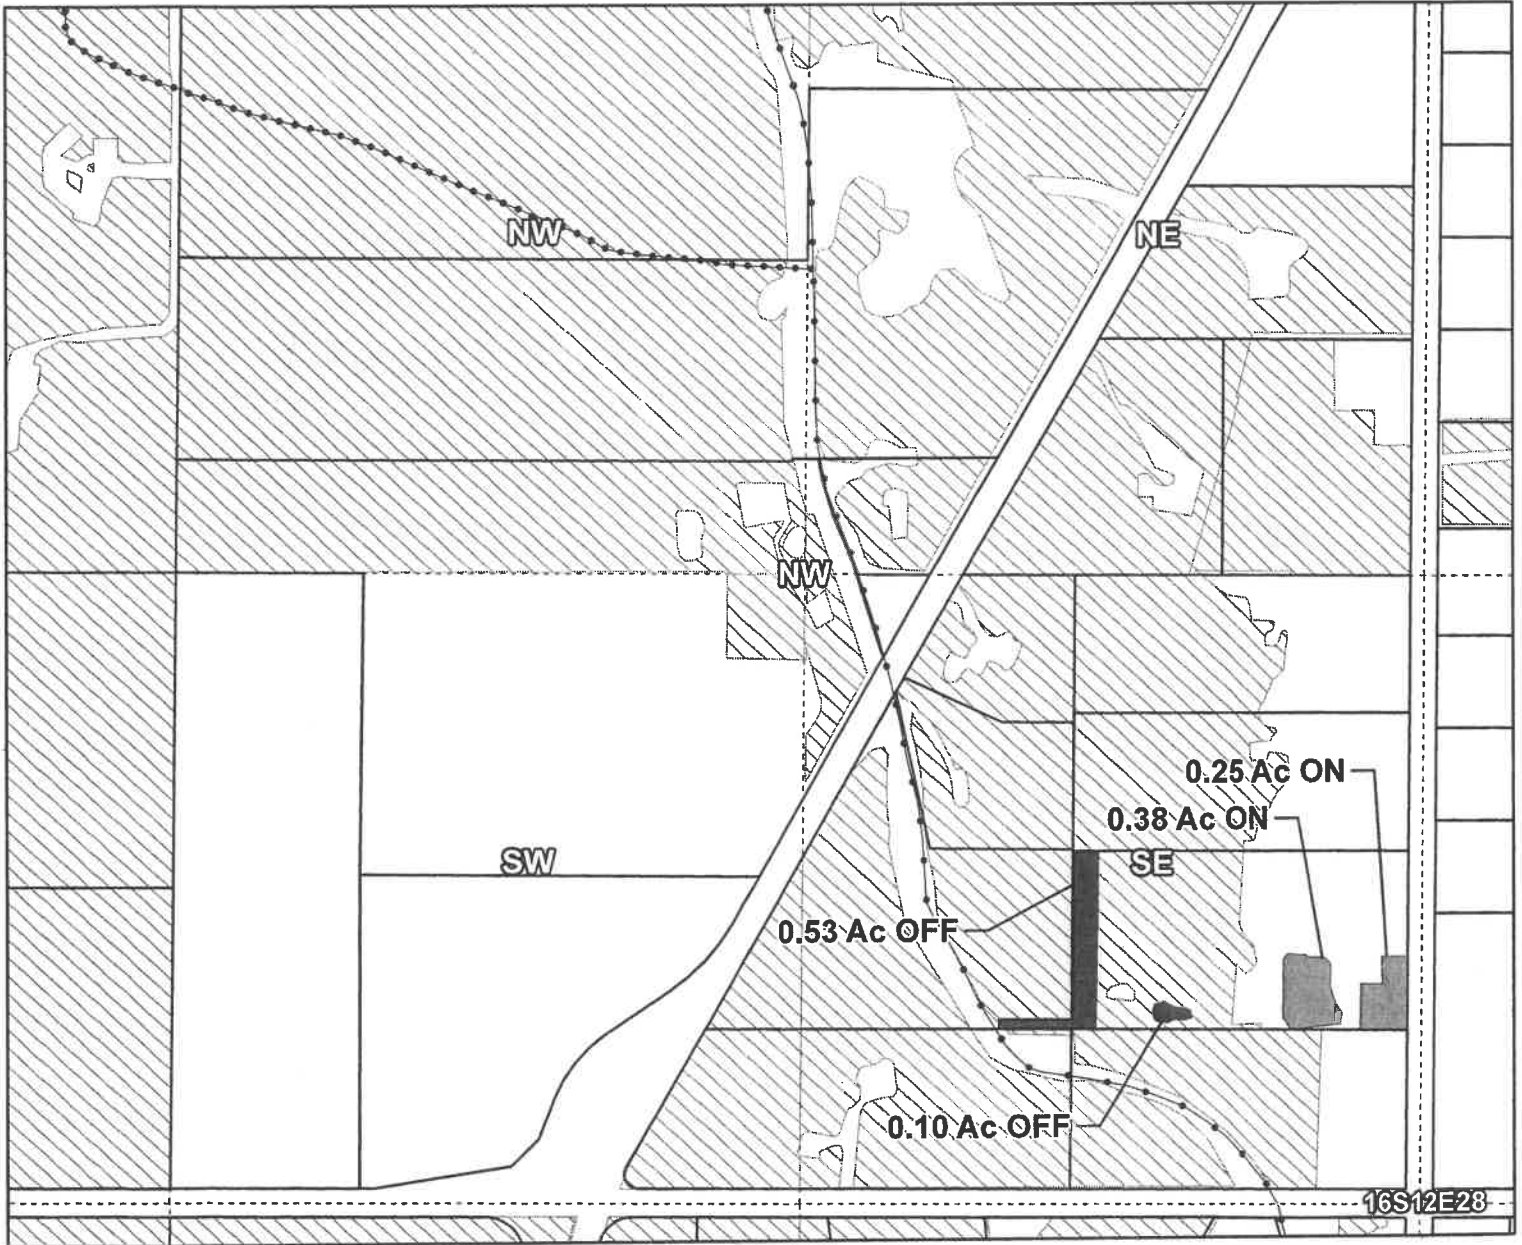 NW
NE
NW
0.25 Ac ON
0.38 Ac ON
SW
SE
0.53 Ac OFF
0.10 Ac OFF
16S12E28